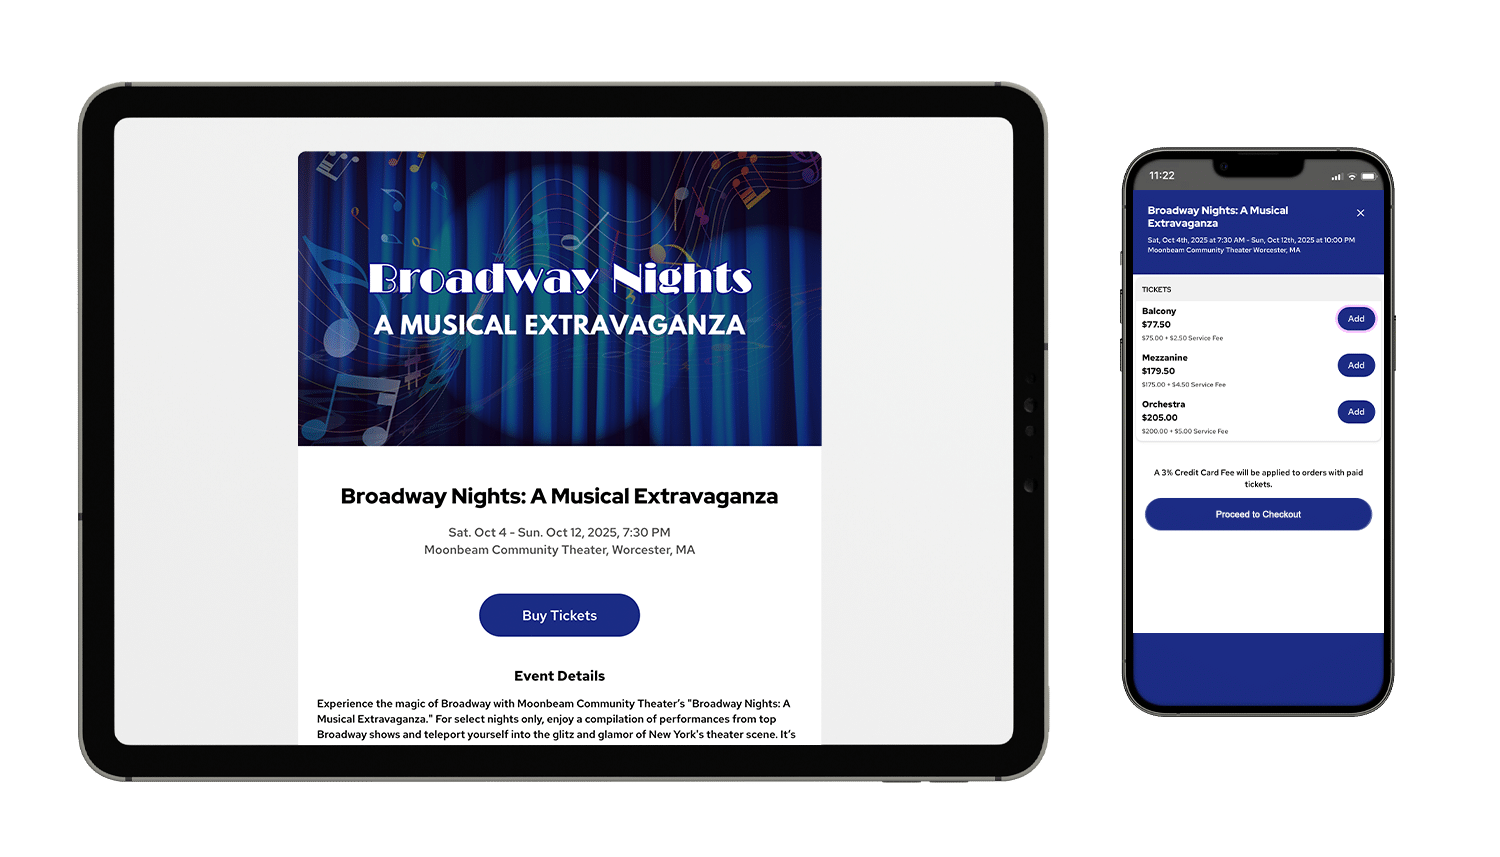 Broadway Nights
A MUSICAL EXTRAVAGANZA
Broadway Nights: A Musical Extravaganza
Sat. Oct 4 - Sun. Oct 12, 2025, 7:30 PM
Moonbeam Community Theater, Worcester, MA
Buy Tickets
Event Details
Experience the magic of Broadway with Moonbeam Community Theater's "Broadway Nights: A
Musical Extravaganza." For select nights only, enjoy a compilation of performances from top
Broadway shows and teleport yourself into the glitz and glamor of New York's theater scene. It's
11:22
Broadway Nights: A Musical
Extravaganza
Sat, Oct 4th, 2025 at 7:30 AM - Sun, Oct 12th, 2025 at 10:00 PM
Moonbeam Community Theater Worcester, MA
TICKETS
Balcony
$77.50
$75.00 + $2.50 Service Fee
Add
Mezzanine
$179.50
$175.00 + $4.50 Service Fee
Add
Orchestra
$205.00
$200.00 + $5.00 Service Fee
Add
A 3% Credit Card Fee will be applied to orders with paid
tickets.
Proceed to Checkout